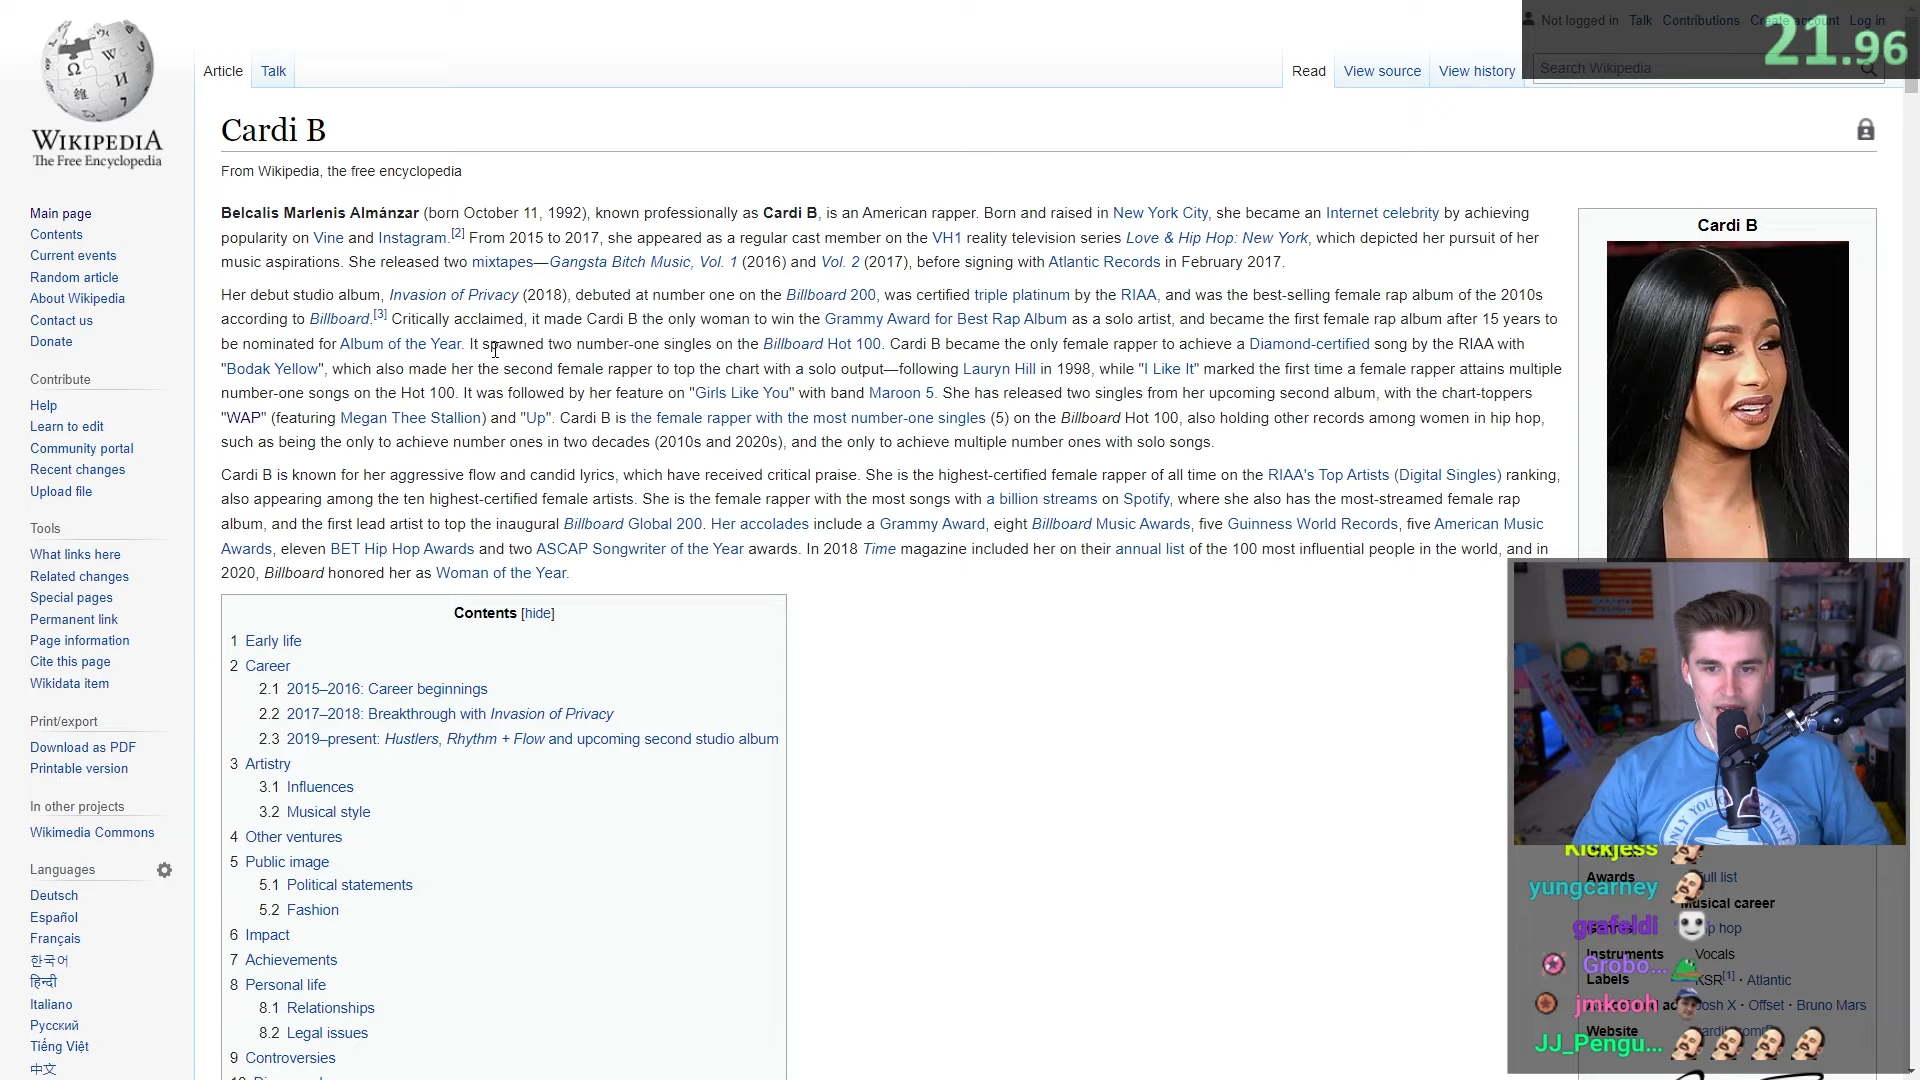 WIKIPEDIA
The Free Encyclopedia
Main page
Contents
Current events
Random article
About Wikipedia
Contact us
Donate
Contribute
Help
Learn to edit
Community portal
Recent changes
Upload file
Tools
What links here
Related changes
Special pages
Permanent link
Page information
Cite this page
Wikidata item
Print/export
Download as PDF
Printable version
In other projects
Wikimedia Commons
Languages
Deutsch
Español
Français
한국어
हिन्दी
Italiano
Русский
Tiếng Việt
中文
Not logged in Talk Contributions Create account Log in
21.96
Article Talk
Read View source View history Search Wikipedia
Cardi B
From Wikipedia, the free encyclopedia
Belcalis Marlenis Almánzar (born October 11, 1992), known professionally as Cardi B, is an American rapper. Born and raised in New York City, she became an Internet celebrity by achieving
popularity on Vine and Instagram.[2] From 2015 to 2017, she appeared as a regular cast member on the VH1 reality television series Love & Hip Hop: New York, which depicted her pursuit of her
music aspirations. She released two mixtapes—Gangsta Bitch Music, Vol. 1 (2016) and Vol. 2 (2017), before signing with Atlantic Records in February 2017.
Her debut studio album, Invasion of Privacy (2018), debuted at number one on the Billboard 200, was certified triple platinum by the RIAA, and was the best-selling female rap album of the 2010s
according to Billboard.[3] Critically acclaimed, it made Cardi B the only woman to win the Grammy Award for Best Rap Album as a solo artist, and became the first female rap album after 15 years to
be nominated for Album of the Year. It spawned two number-one singles on the Billboard Hot 100. Cardi B became the only female rapper to achieve a Diamond-certified song by the RIAA with
"Bodak Yellow", which also made her the second female rapper to top the chart with a solo output—following Lauryn Hill in 1998, while "I Like It" marked the first time a female rapper attains multiple
number-one songs on the Hot 100. It was followed by her feature on "Girls Like You" with band Maroon 5. She has released two singles from her upcoming second album, with the chart-toppers
"WAP" (featuring Megan Thee Stallion) and "Up". Cardi B is the female rapper with the most number-one singles (5) on the Billboard Hot 100, also holding other records among women in hip hop,
such as being the only to achieve number ones in two decades (2010s and 2020s), and the only to achieve multiple number ones with solo songs.
Cardi B is known for her aggressive flow and candid lyrics, which have received critical praise. She is the highest-certified female rapper of all time on the RIAA's Top Artists (Digital Singles) ranking,
also appearing among the ten highest-certified female artists. She is the female rapper with the most songs with a billion streams on Spotify, where she also has the most-streamed female rap
album, and the first lead artist to top the inaugural Billboard Global 200. Her accolades include a Grammy Award, eight Billboard Music Awards, five Guinness World Records, five American Music
Awards, eleven BET Hip Hop Awards and two ASCAP Songwriter of the Year awards. In 2018 Time magazine included her on their annual list of the 100 most influential people in the world, and in
2020, Billboard honored her as Woman of the Year.
Contents [hide]
1 Early life
2 Career
2.1 2015–2016: Career beginnings
2.2 2017–2018: Breakthrough with Invasion of Privacy
2.3 2019–present: Hustlers, Rhythm + Flow and upcoming second studio album
3 Artistry
3.1 Influences
3.2 Musical style
4 Other ventures
5 Public image
5.1 Political statements
5.2 Fashion
6 Impact
7 Achievements
8 Personal life
8.1 Relationships
8.2 Legal issues
9 Controversies
Cardi B
Kickjess
Awards
yungcarney
Musical career
grafeldi hop
Instruments Vocals
Grobo...
Labels KSR[1] · Atlantic
jmkooh Josh X · Offset · Bruno Mars
Website
JJ_Pengu...